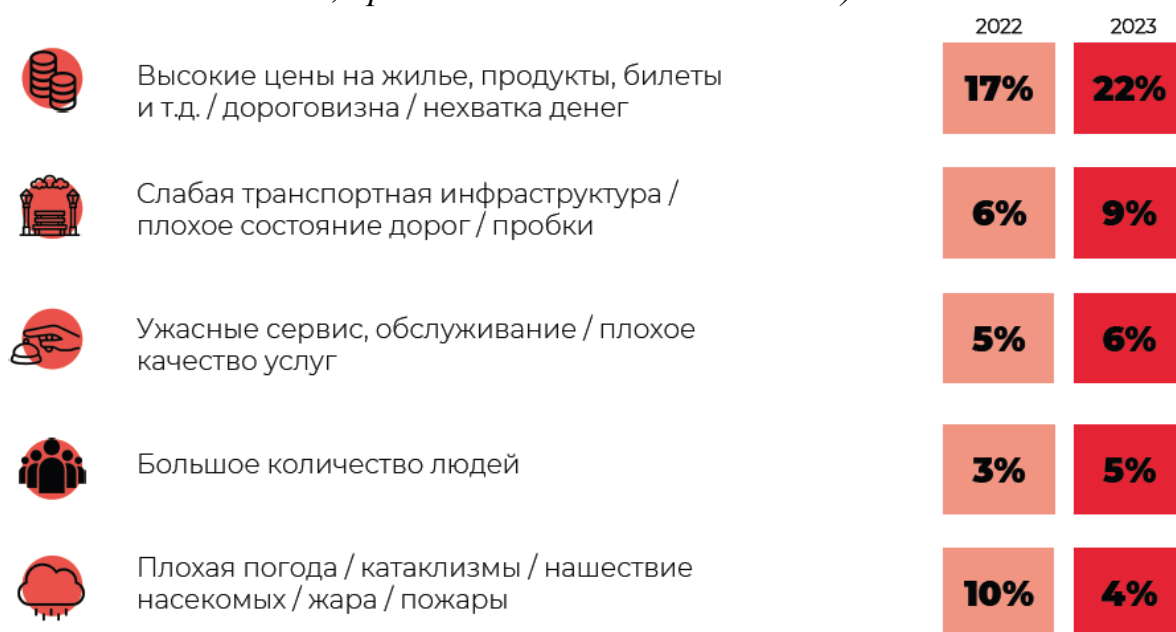 2022 2023
Высокие цены на жилье, продукты, билеты
и т.д. / дороговизна / нехватка денег
17% 22%
Слабая транспортная инфраструктура /
плохое состояние дорог / пробки
6% 9%
Ужасные сервис, обслуживание / плохое
качество услуг
5% 6%
Большое количество людей
3% 5%
Плохая погода / катаклизмы / нашествие
насекомых / жара / пожары
10% 4%